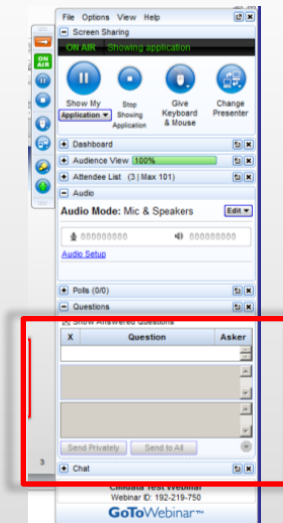 File Options View Help
Screen Sharing
ON AIR Showing application
ON AIR
Show My
Application
Stop
Showing
Application
Give
Keyboard
& Mouse
Change
Presenter
Dashboard
Audience View 100%
Attendee List (3 | Max 101)
Audio
Audio Mode: Mic & Speakers
Edit
Audio Setup
Polls (0/0)
Questions
Show Answered Questions
X Question Asker
Send Privately Send to All
3
Chat
Test Webinar
Webinar ID: 192-219-750
GoToWebinar™